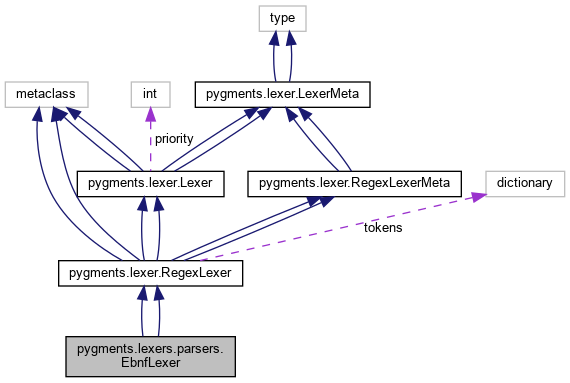 type
metaclass
int
pygments.lexer.LexerMeta
priority
pygments.lexer.Lexer
pygments.lexer.RegexLexerMeta
dictionary
tokens
pygments.lexer.RegexLexer
pygments.lexers.parsers.
EbnfLexer